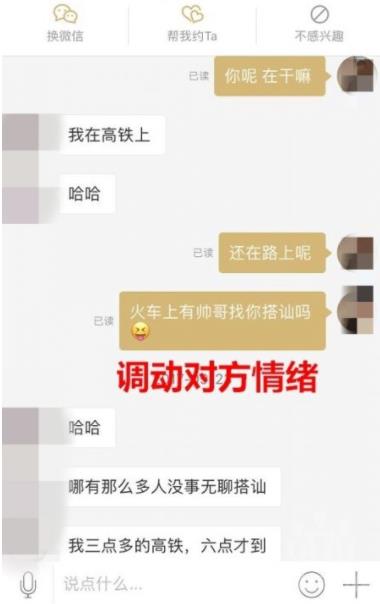 换微信 帮我约Ta 不感兴趣
已读 你呢 在干嘛
我在高铁上
哈哈
已读 还在路上呢
火车上有帅哥找你搭讪吗
已读
调动对方情绪
哈哈
哪有那么多人没事无聊搭讪
我三点多的高铁，六点才到
说点什么...